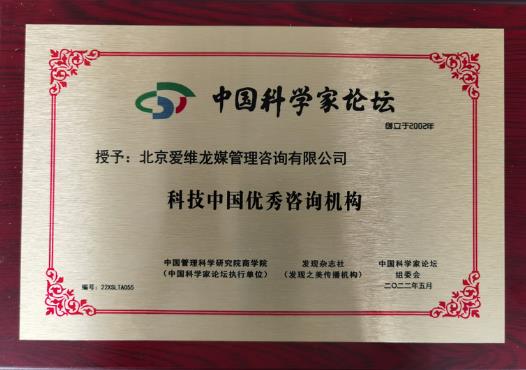 中国科学家论坛
创立于2002年
授予：北京爱维龙媒管理咨询有限公司
科技中国优秀咨询机构
中国管理科学研究院商学院 发现杂志社 中国科学家论坛
（中国科学家论坛执行单位） （发现之美传播机构） 组委会
编号：22XGLTA055 二〇二二年五月